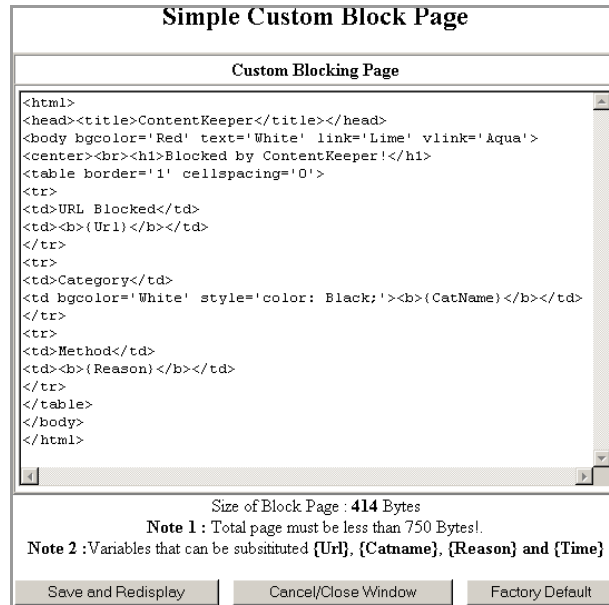 Simple Custom Block Page
Custom Blocking Page
<html>
<head><title>ContentKeeper</title></head>
<body bgcolor='Red' text='White' link='Lime' vlink='Aqua'>
<center><br><h1>Blocked by ContentKeeper!</h1>
<table border='1' cellspacing='0'>
<tr>
<td>URL Blocked</td>
<td><b>{Url}</b></td>
</tr>
<tr>
<td>Category</td>
<td bgcolor='White' style='color: Black;'><b>{CatName}</b></td>
</tr>
<tr>
<td>Method</td>
<td><b>{Reason}</b></td>
</tr>
</table>
</body>
</html>
Size of Block Page : 414 Bytes
Note 1 : Total page must be less than 750 Bytes!.
Note 2 :Variables that can be subsitituted {Url}, {Catname}, {Reason} and {Time}
Save and Redisplay Cancel/Close Window Factory Default